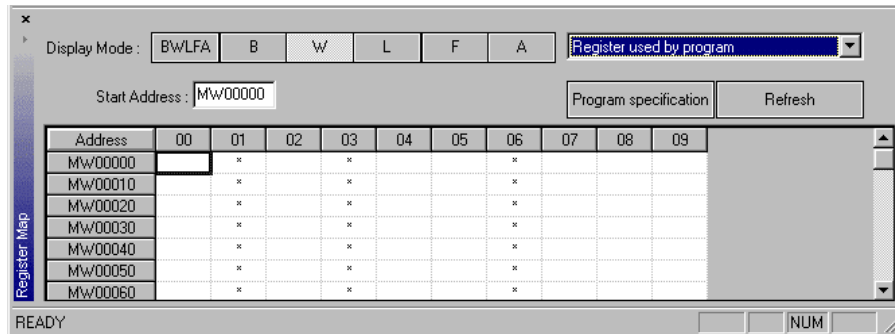 ×
Display Mode : BWLFA B W L F A Register used by program
Start Address : MW00000 Program specification Refresh
Address 00 01 02 03 04 05 06 07 08 09
MW00000 * * *
MW00010 * * *
MW00020 * * *
MW00030 * * *
MW00040 * * *
MW00050 * * *
MW00060 * * *
Register Map
READY NUM